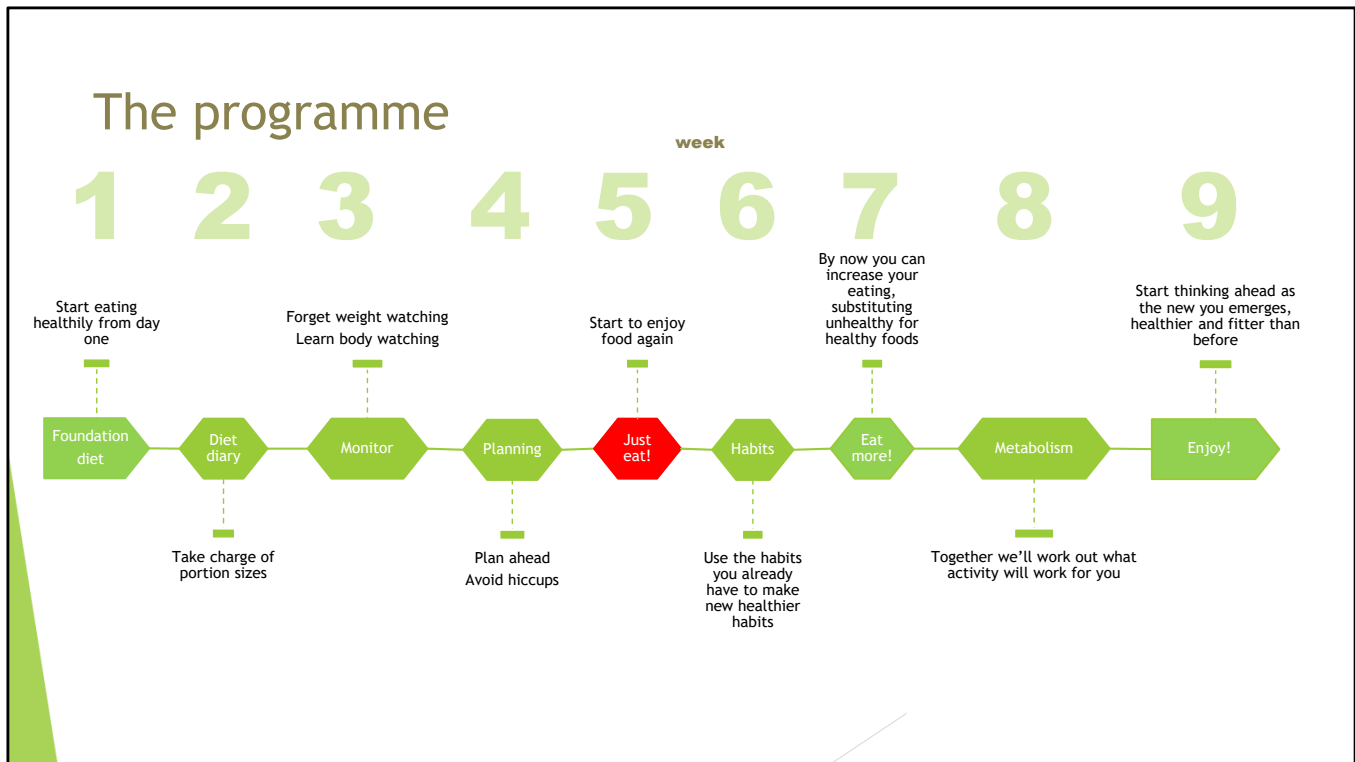 The programme
week
1 2 3 4 5 6 7 8 9
Start eating
healthily from day
one
Forget weight watching
Learn body watching
Start to enjoy
food again
By now you can
increase your
eating,
substituting
unhealthy for
healthy foods
Start thinking ahead as
the new you emerges,
healthier and fitter than
before
Foundation
diet
Diet
diary
Monitor
Planning
Just
eat!
Habits
Eat
more!
Metabolism
Enjoy!
Take charge of
portion sizes
Plan ahead
Avoid hiccups
Use the habits
you already
have to make
new healthier
habits
Together we’ll work out what
activity will work for you